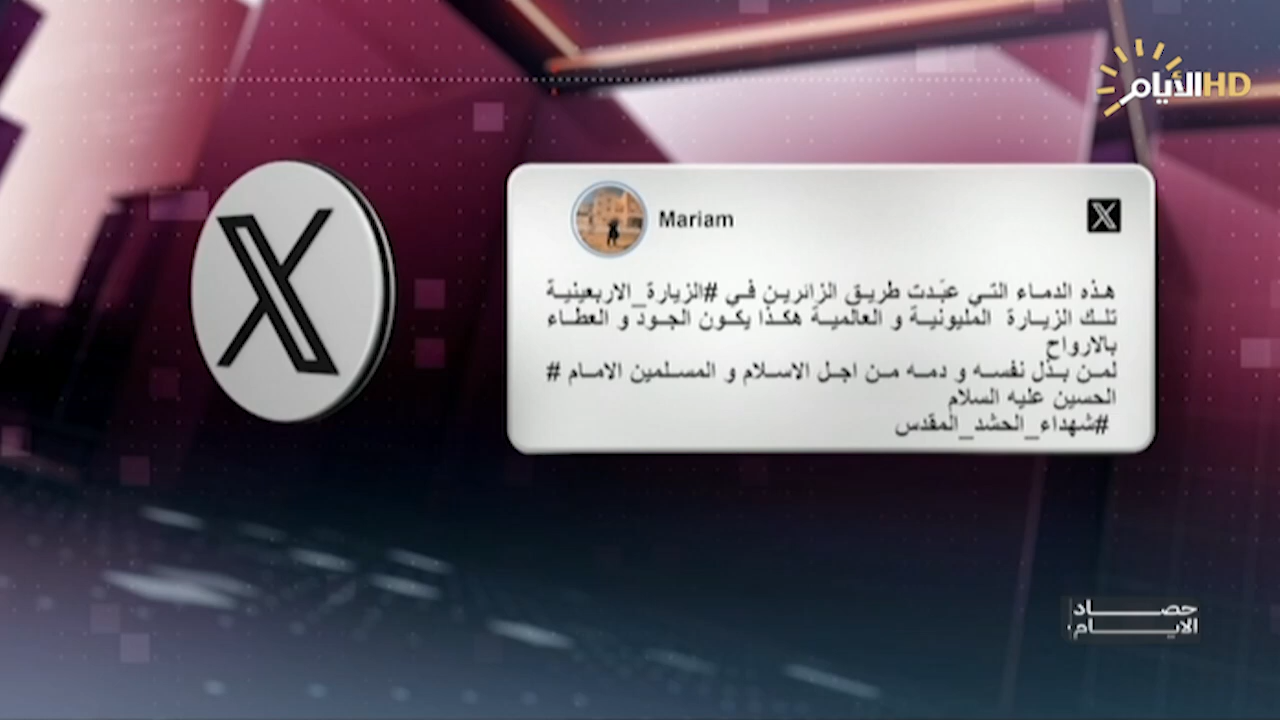 الأيام HD
Mariam
هذه الدماء التي عبّدت طريق الزائرين في #الزيارة_الاربعينية
تلك الزيارة المليونية و العالمية هكذا يكون الجود و العطاء
بالارواح
لمن بذل نفسه و دمه من اجل الاسلام و المسلمين الامام #
الحسين عليه السلام
#شهداء_الحشد_المقدس
حصاد
الايام